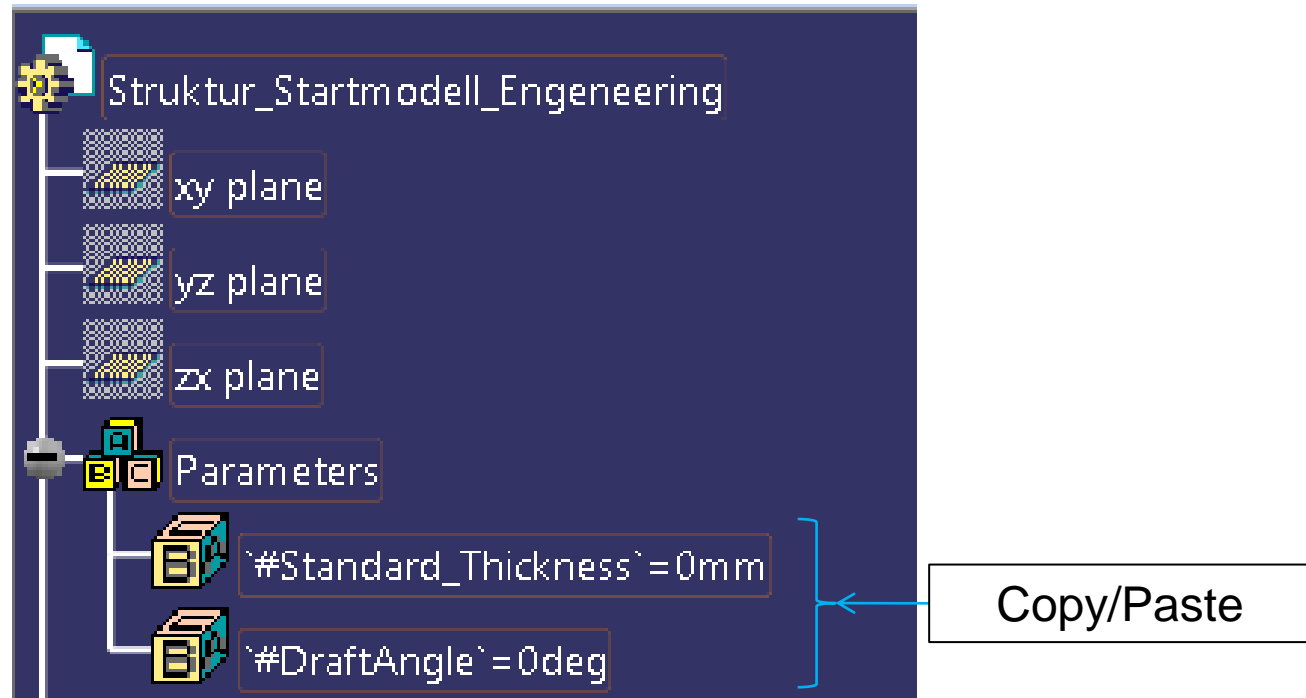 Struktur_Startmodell_Engeneering
xy plane
yz plane
zx plane
A
B C
Parameters
`#Standard_Thickness`=0mm
Copy/Paste
`#DraftAngle`=0deg